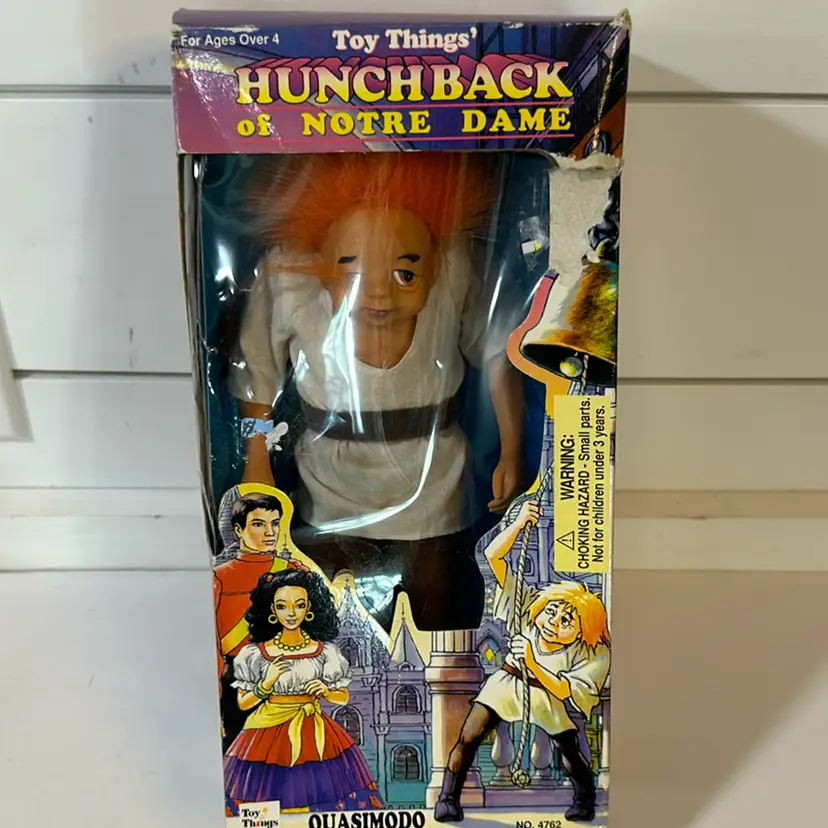 For Ages Over 4
Toy Things'
HUNCHBACK
of NOTRE DAME
WARNING:
CHOKING HAZARD - Small parts.
Not for children under 3 years.
Toy
Things
QUASIMODO
NO. 4762